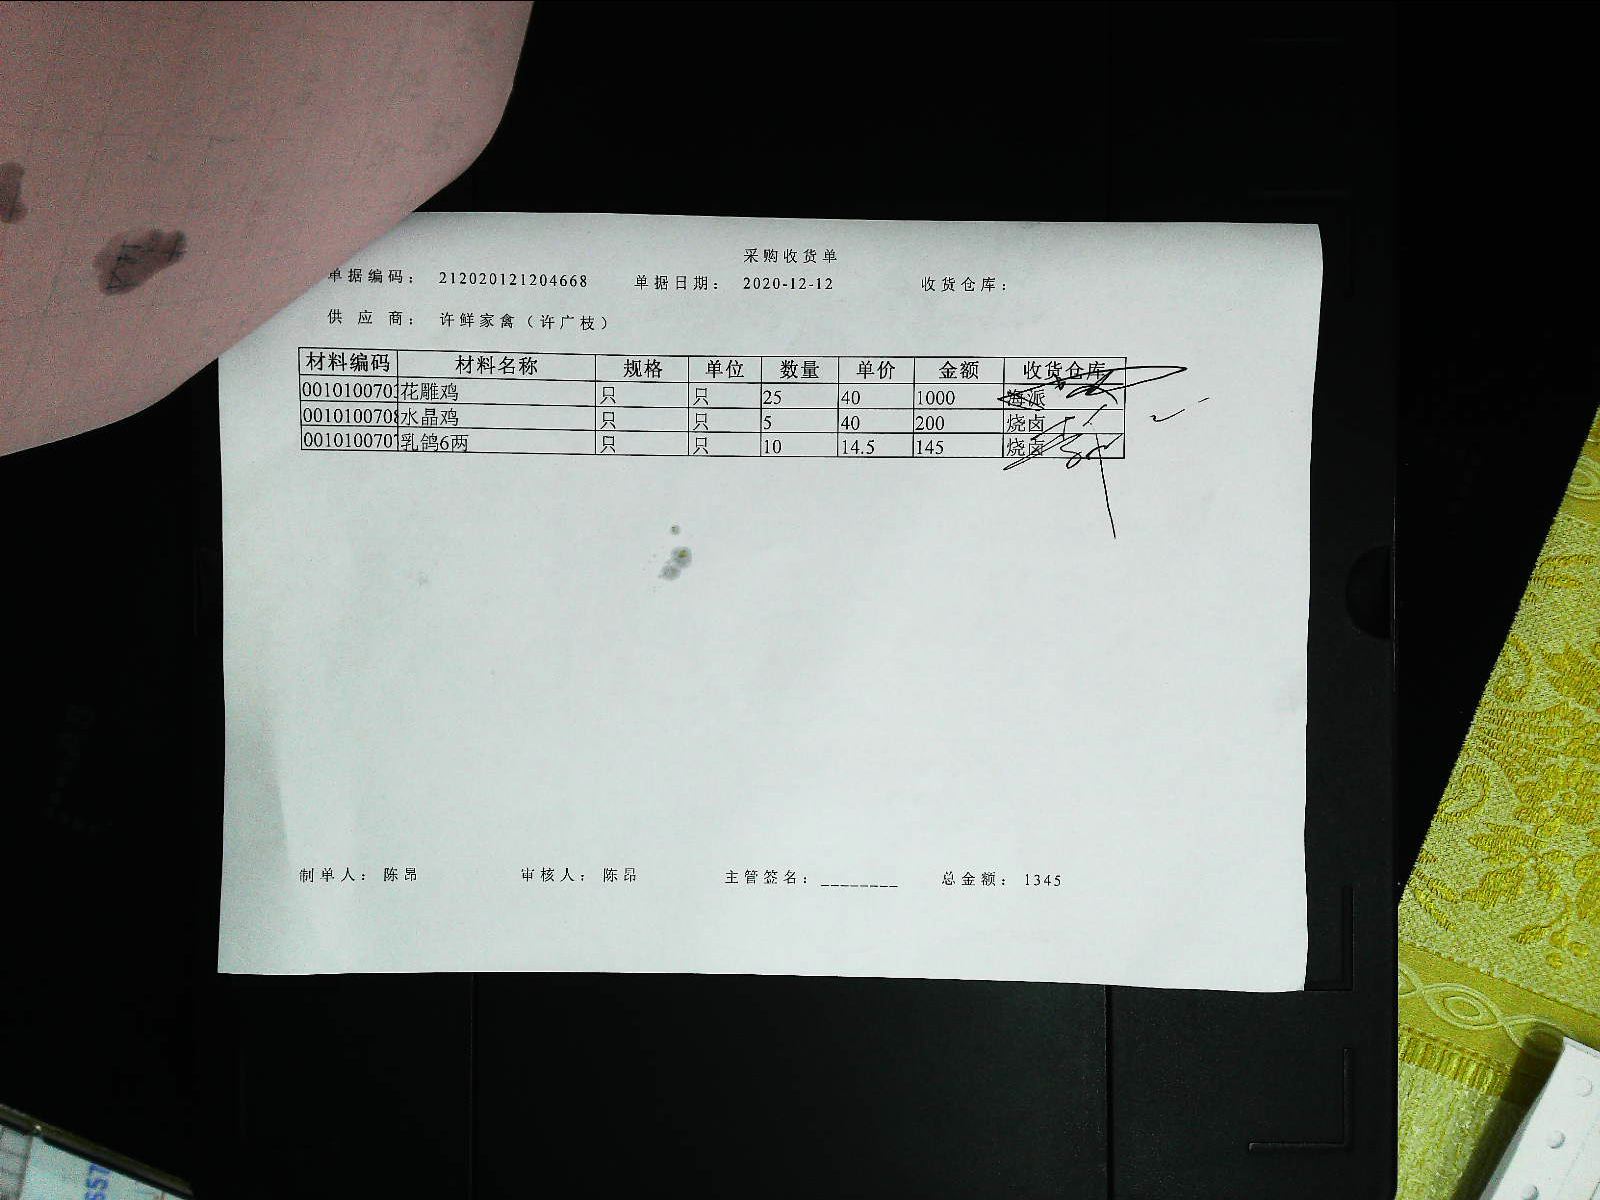 采购收货单
单据编码： 212020121204668 单据日期： 2020-12-12 收货仓库：
供 应 商： 许鲜家禽（许广枝）
材料编码 材料名称 规格 单位 数量 单价 金额 收货仓库
0010100703 花雕鸡 只 只 25 40 1000 海派
0010100708 水晶鸡 只 只 5 40 200 烧卤
0010100707 乳鸽6两 只 只 10 14.5 145 烧卤
制单人： 陈昂 审核人： 陈昂 主管签名：________ 总金额： 1345